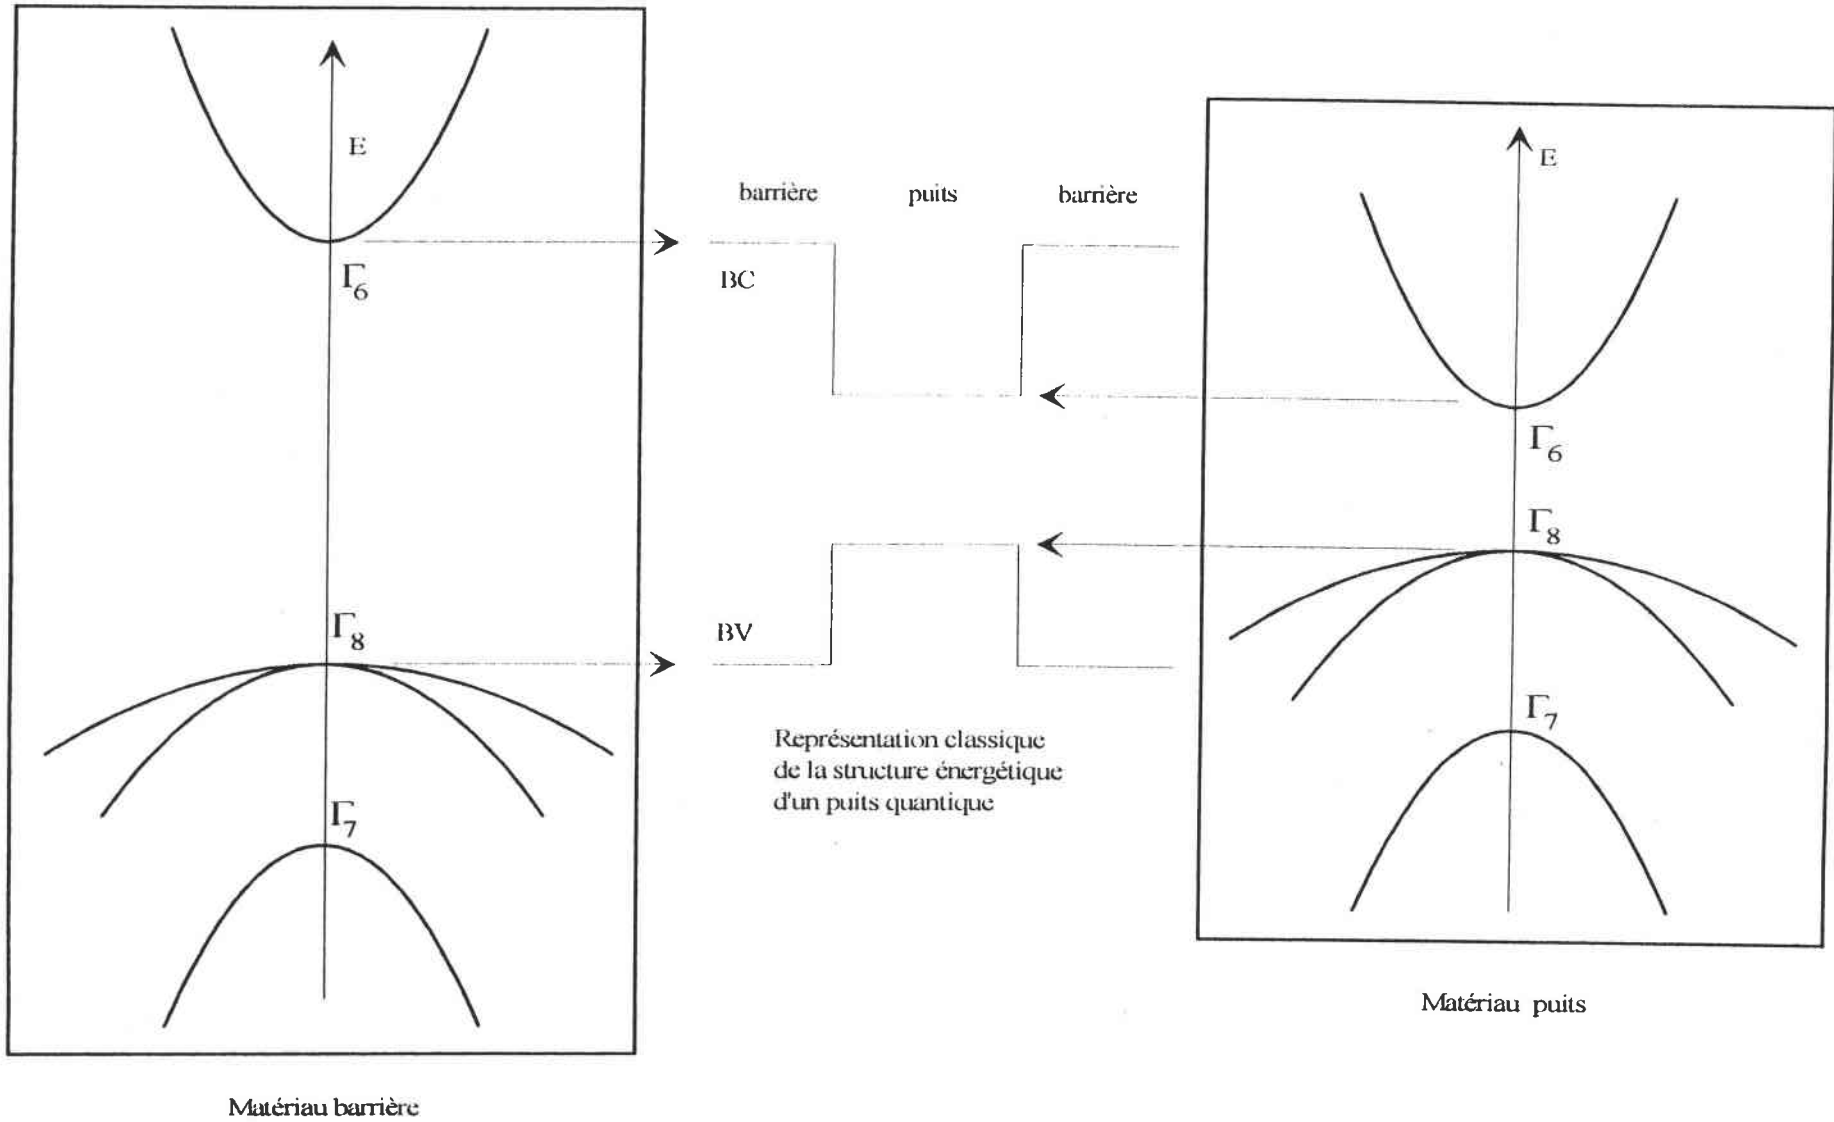 E
Γ6
Γ8
Γ7
Matériau barrière
barrière puits barrière
BC
BV
Représentation classique
de la structure énergétique
d'un puits quantique
E
Γ6
Γ8
Γ7
Matériau puits